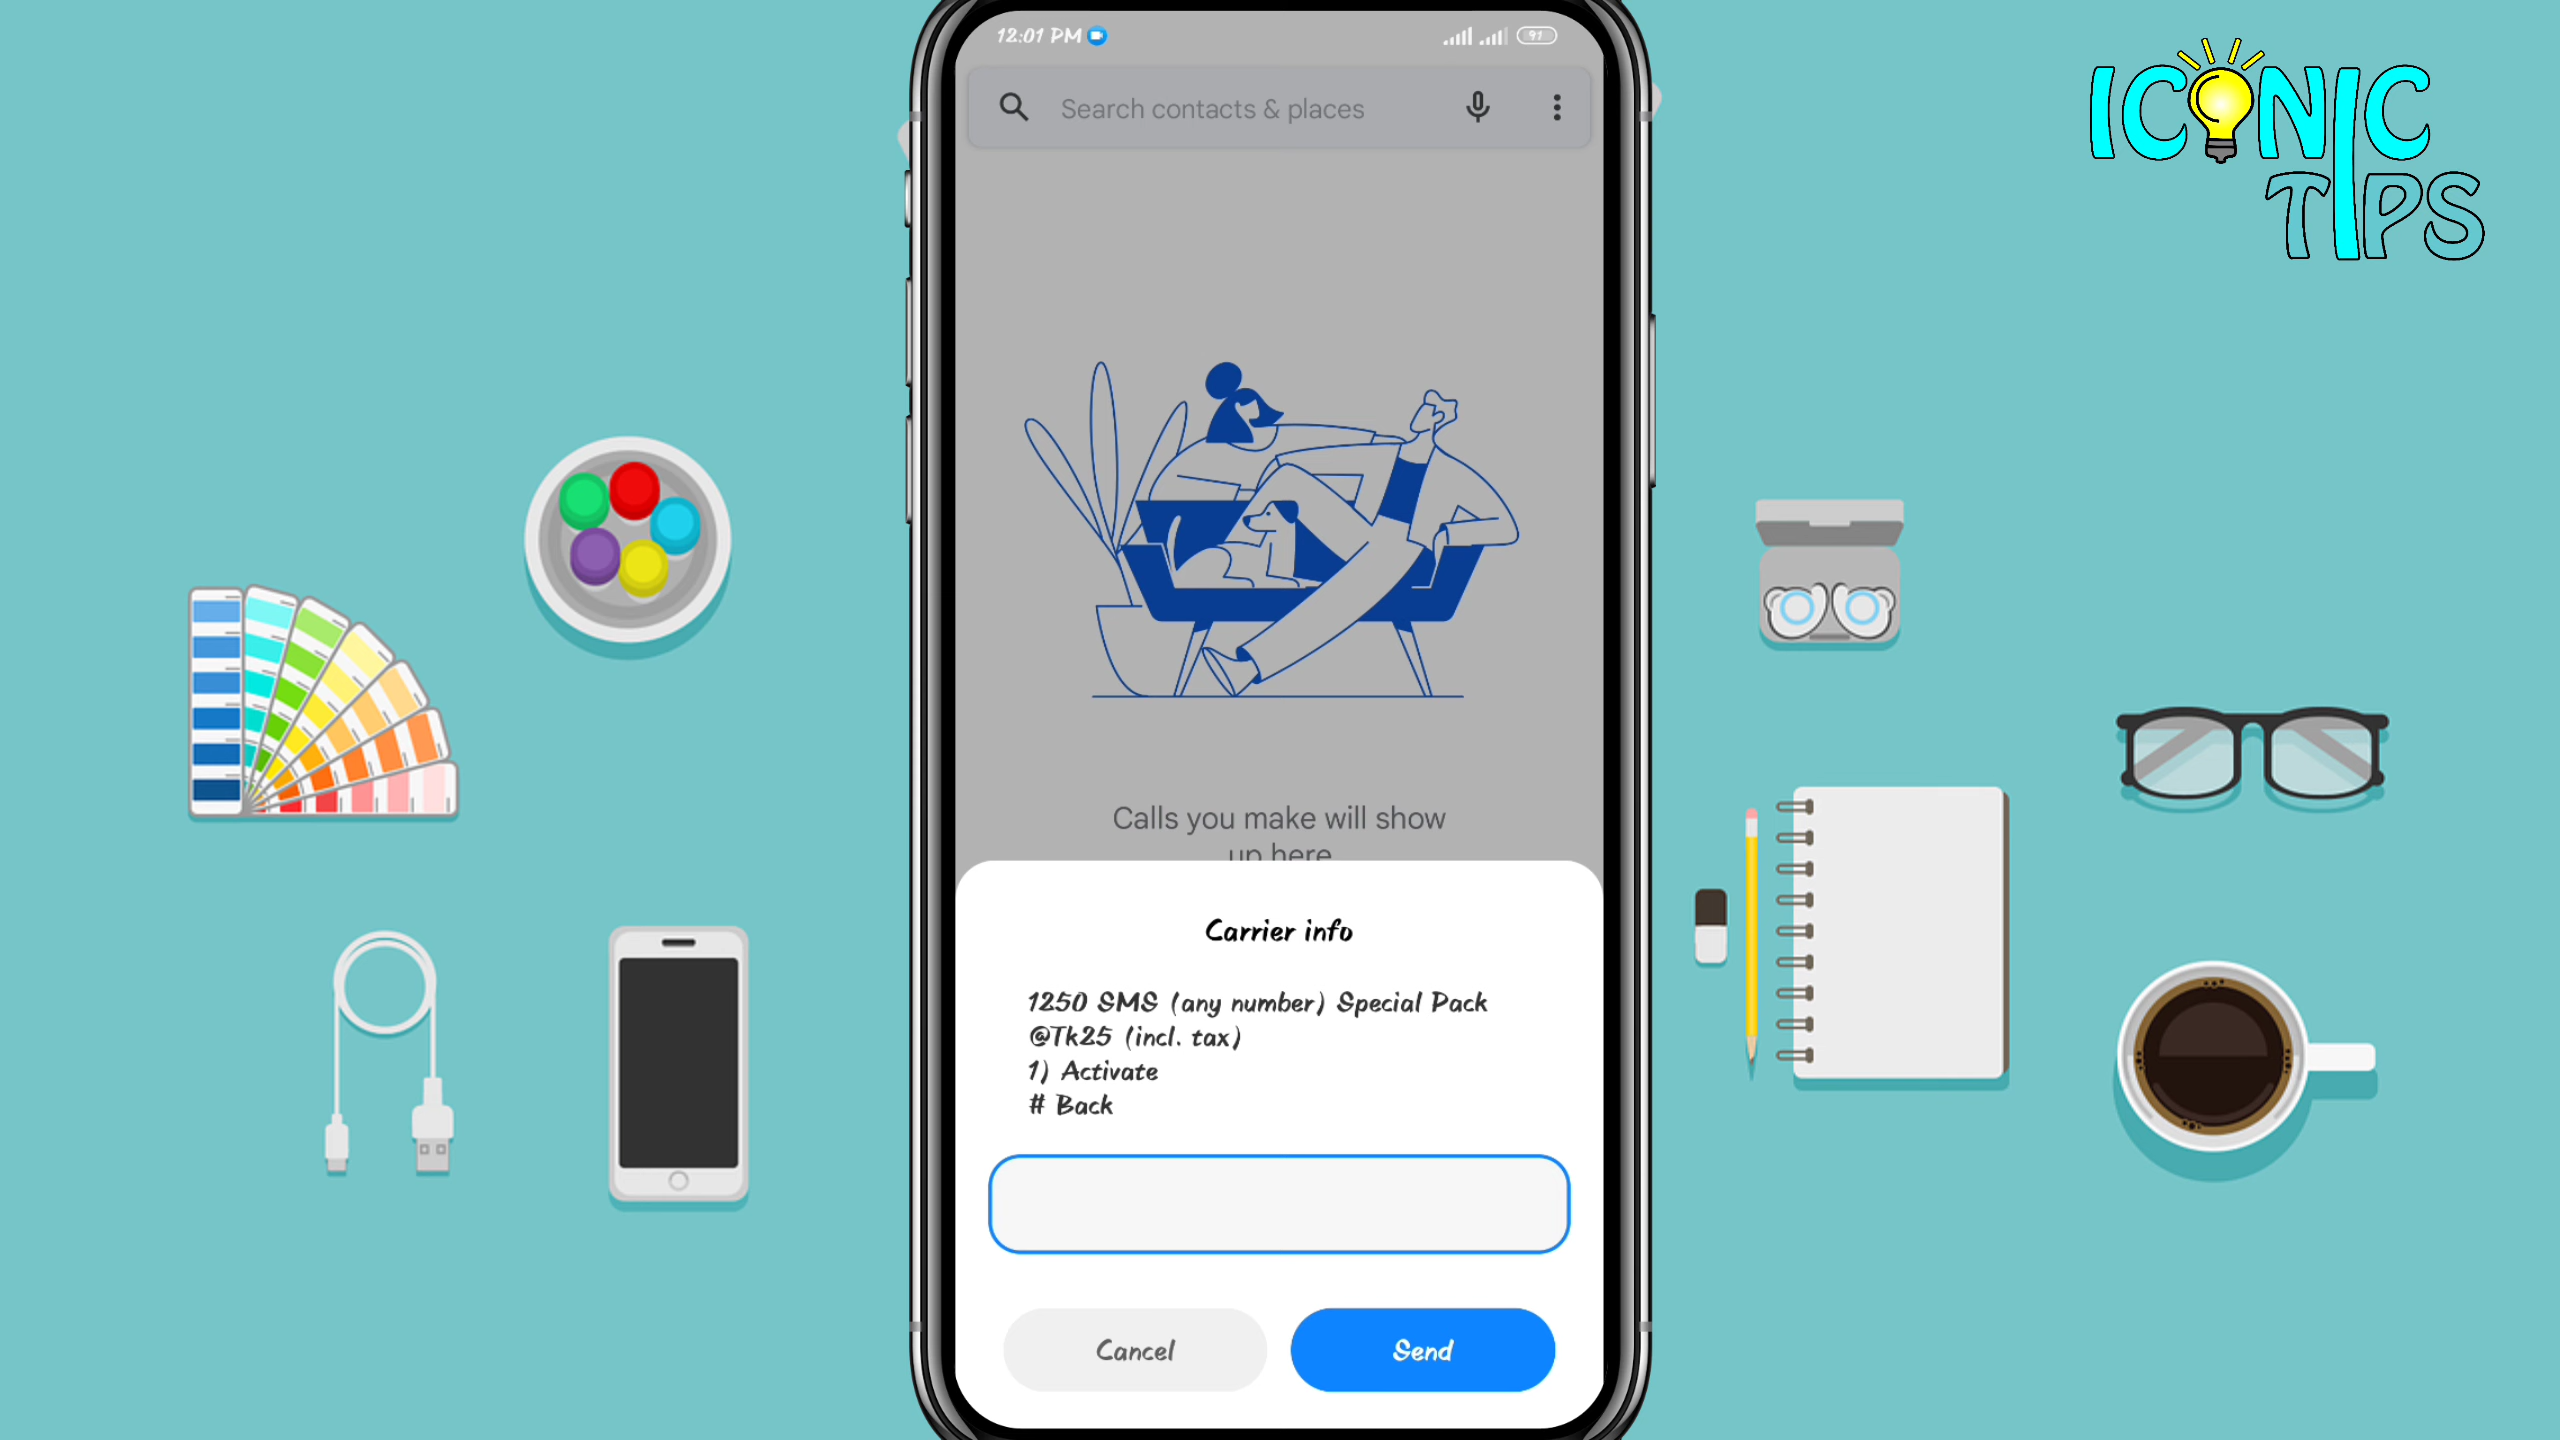 12:01 PM
91
Search contacts & places
ICONIC
TIPS
Calls you make will show
up here
Carrier info
1250 SMS (any number) Special Pack
@Tk25 (incl. tax)
1) Activate
# Back
Cancel
Send